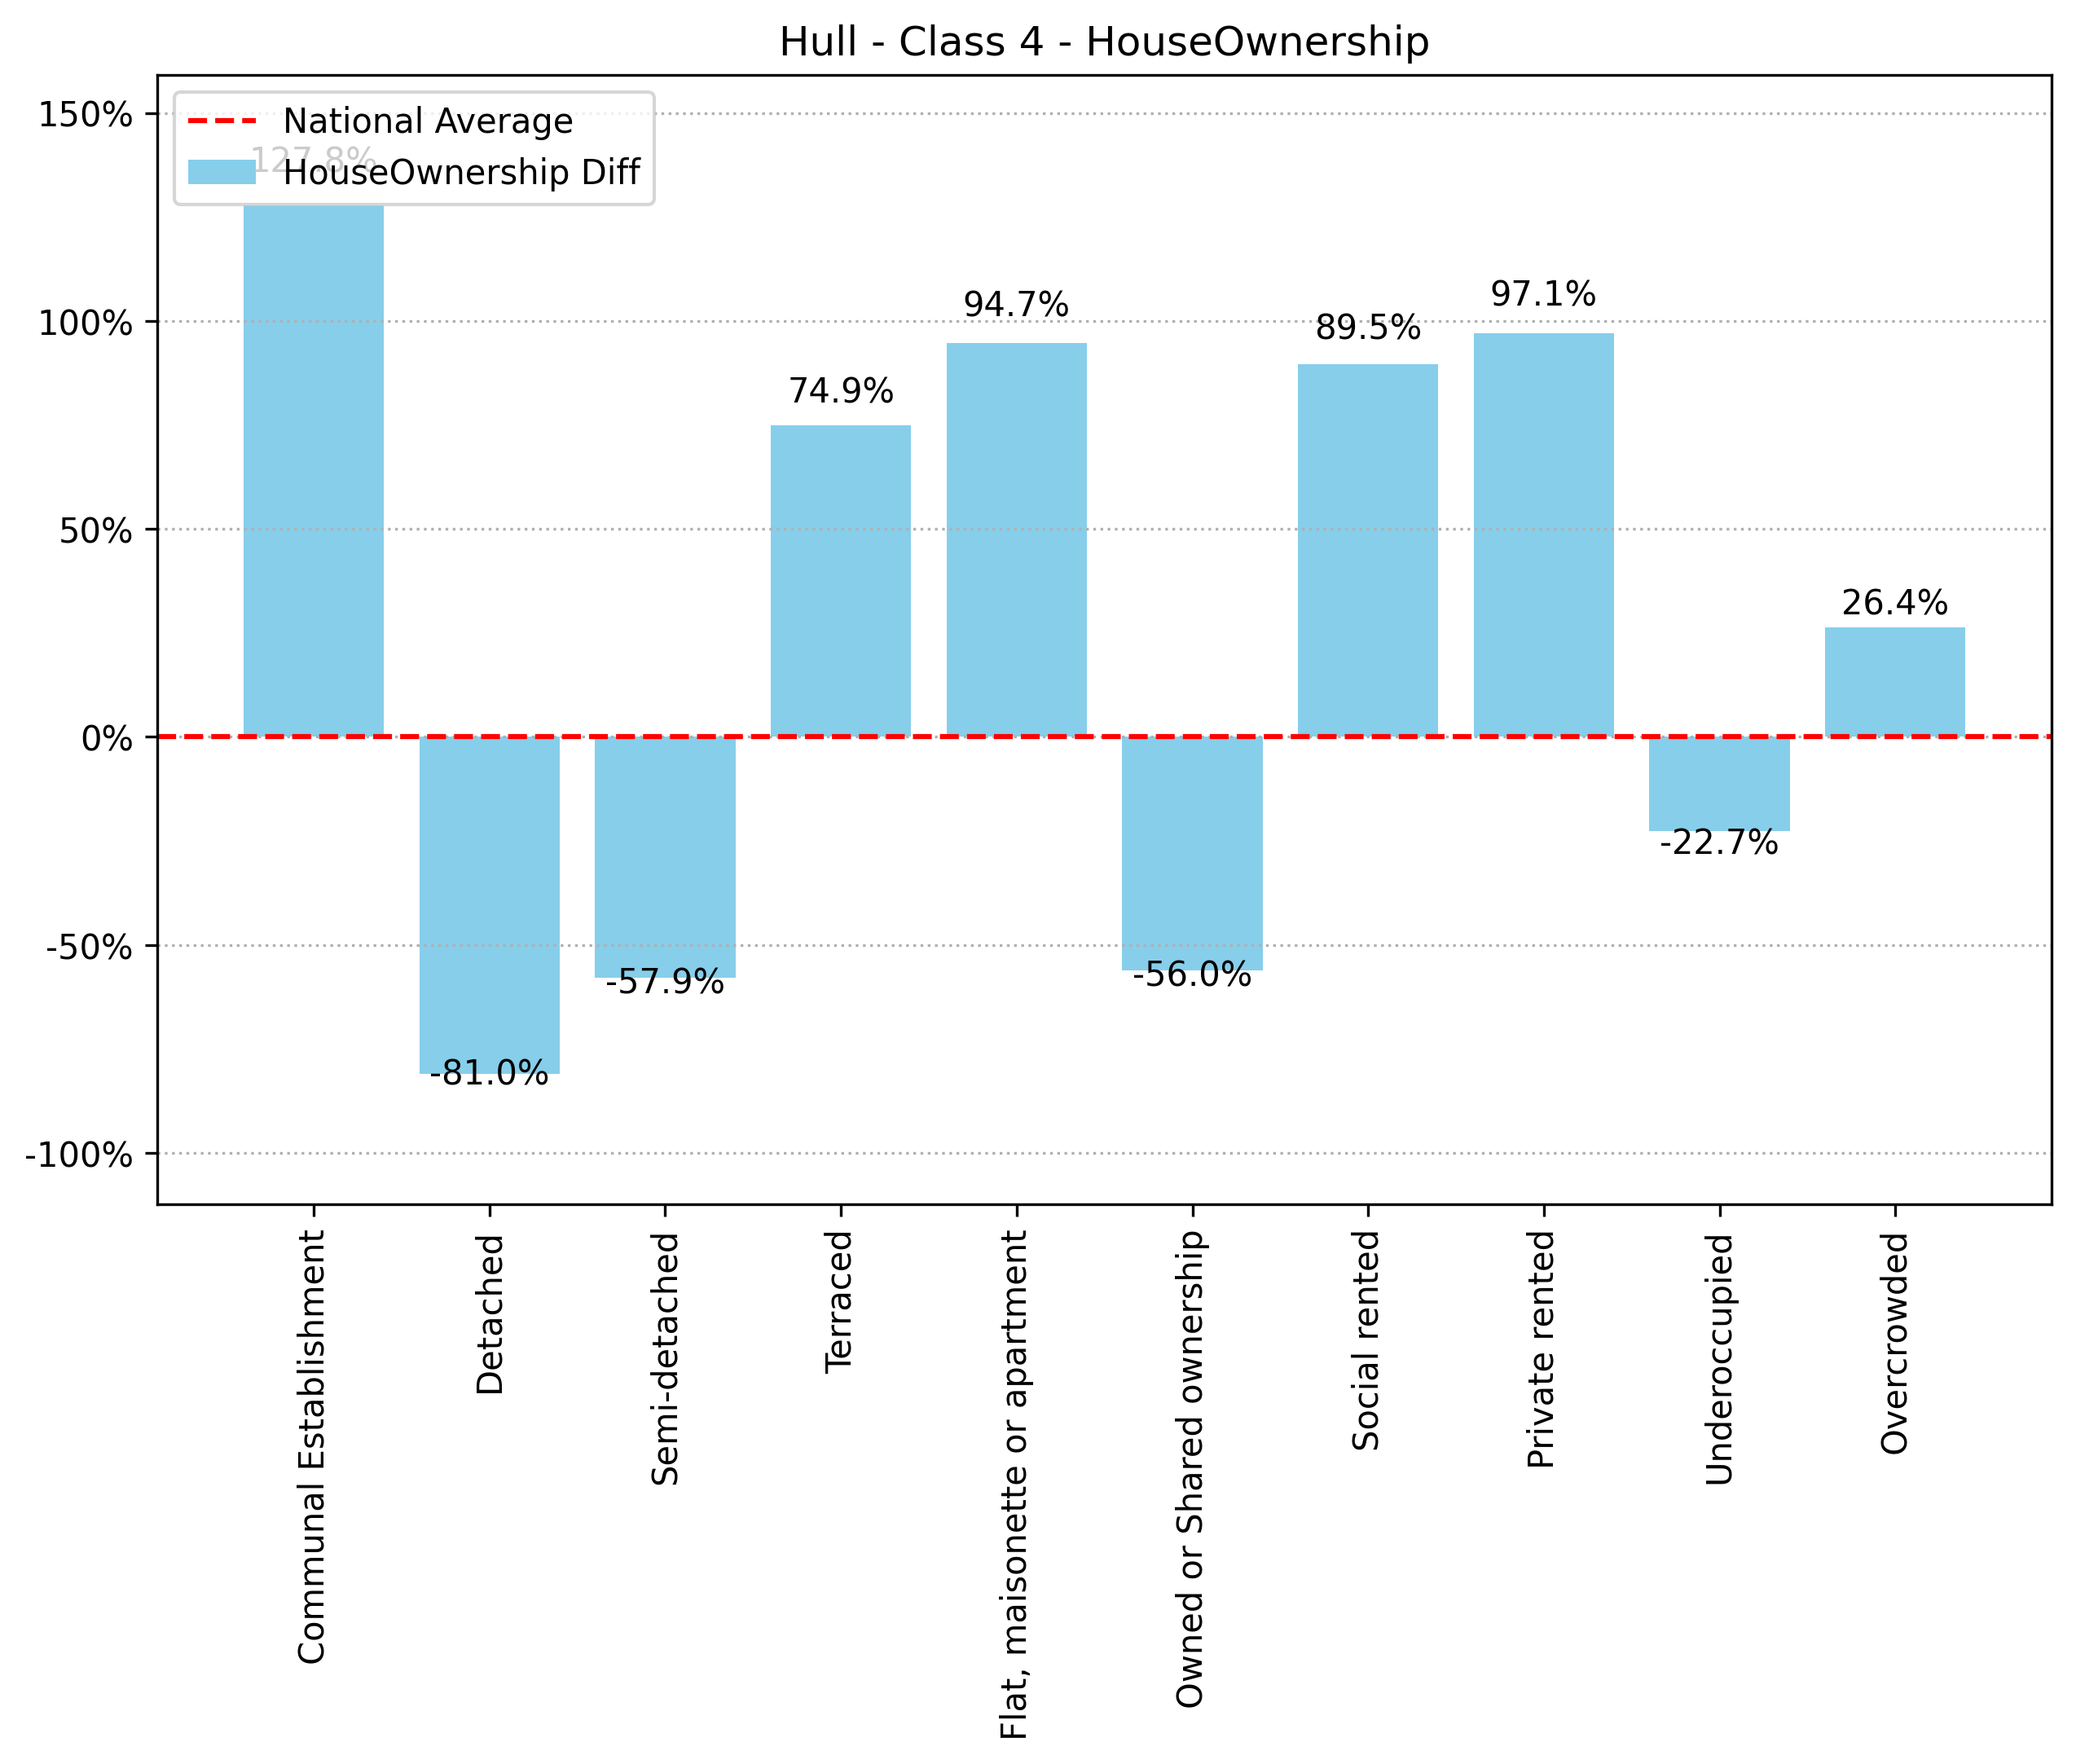 Hull - Class 4 - HouseOwnership
National Average
HouseOwnership Diff
150%
100%
50%
0%
-50%
-100%
127.8%
-81.0%
-57.9%
74.9%
94.7%
-56.0%
89.5%
97.1%
-22.7%
26.4%
Communal Establishment
Detached
Semi-detached
Terraced
Flat, maisonette or apartment
Owned or Shared ownership
Social rented
Private rented
Underoccupied
Overcrowded